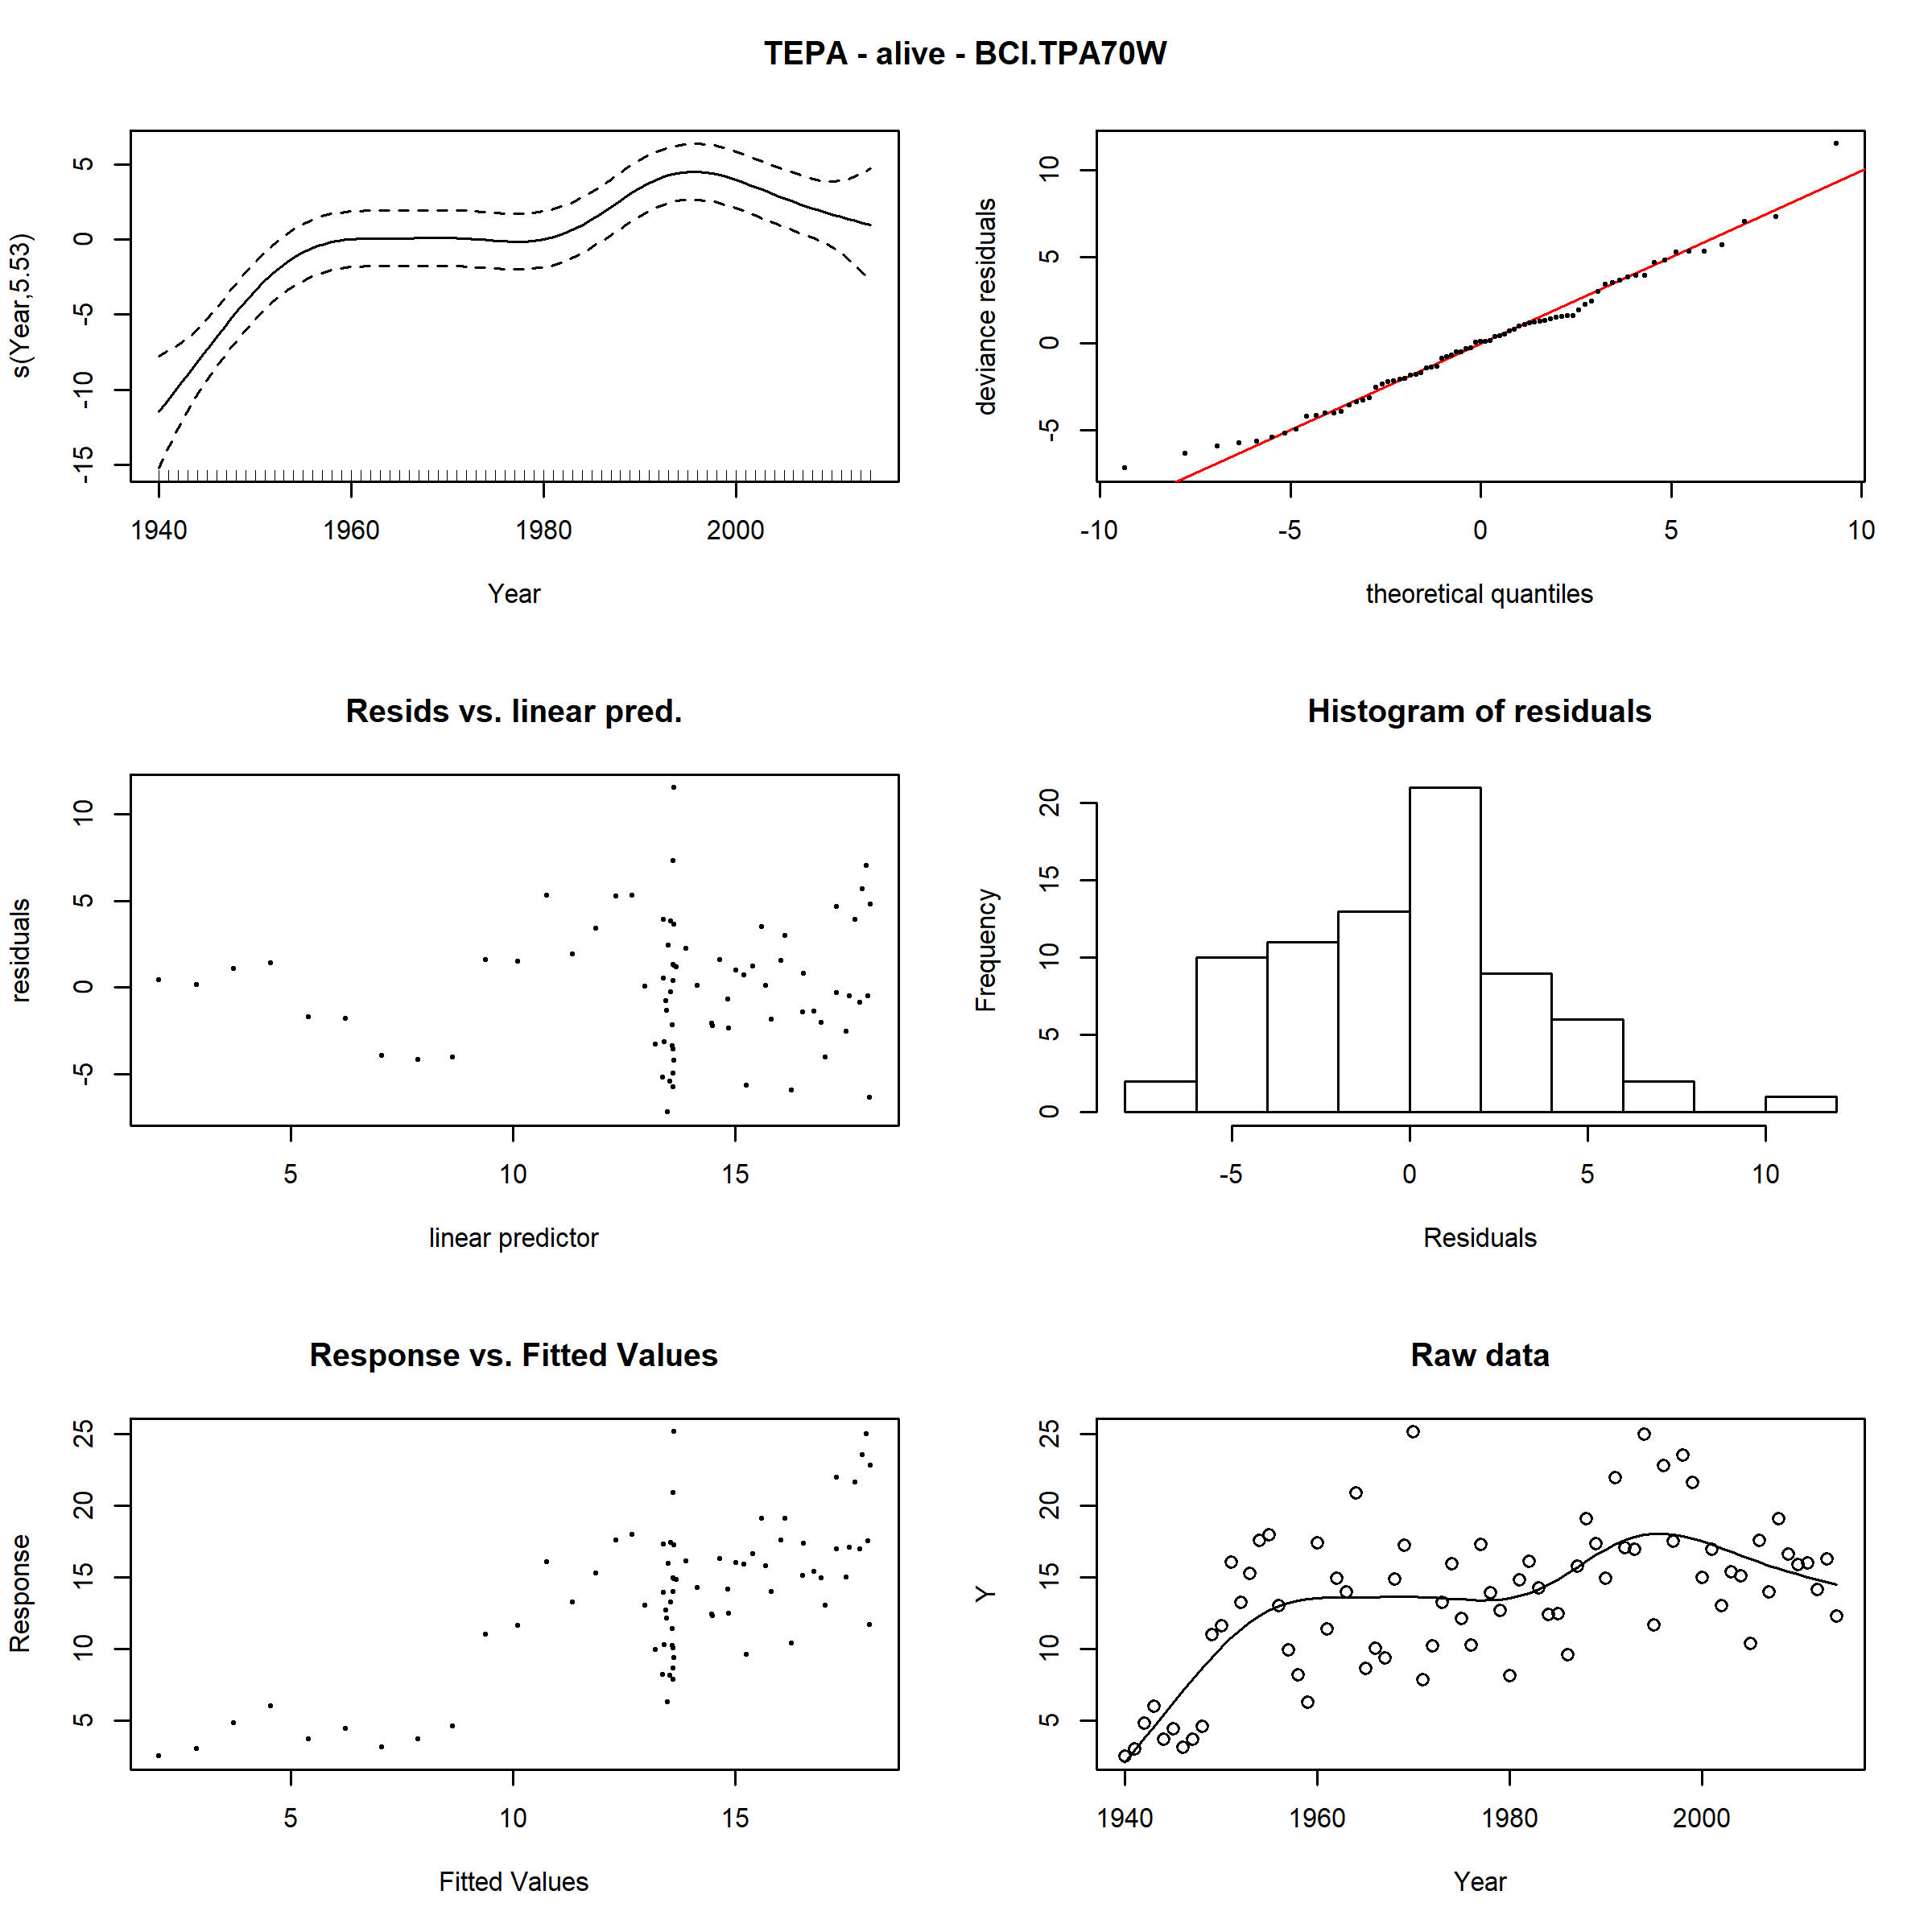 TEPA - alive - BCI.TPA70W
s(Year,5.53)
5
0
-5
-10
-15
1940 1960 1980 2000
Year
deviance residuals
10
5
0
-5
-10 -5 0 5 10
theoretical quantiles
Resids vs. linear pred.
residuals
10
5
0
-5
5 10 15
linear predictor
Histogram of residuals
Frequency
20
15
10
5
0
-5 0 5 10
Residuals
Response vs. Fitted Values
Response
25
20
15
10
5
5 10 15
Fitted Values
Raw data
Y
25
20
15
10
5
1940 1960 1980 2000
Year